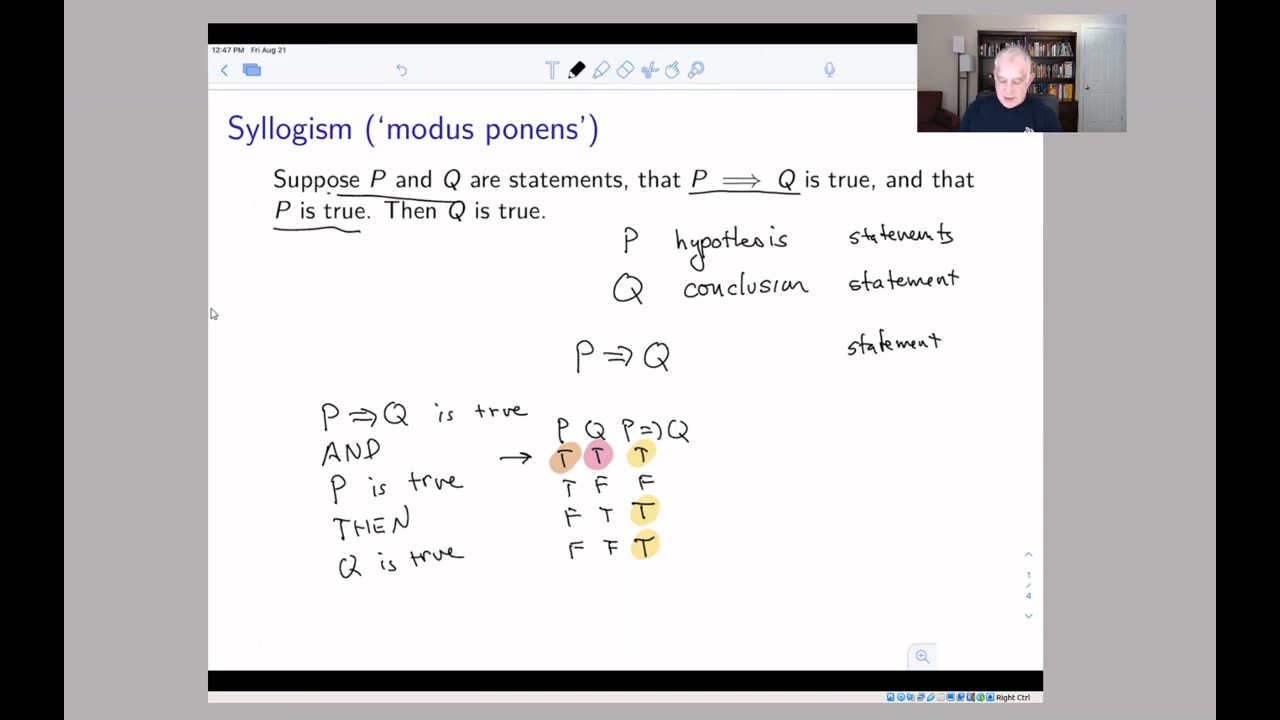 12:47 PM Fri Aug 21
Syllogism (‘modus ponens’)
Suppose P and Q are statements, that P ⟹ Q is true, and that
P is true. Then Q is true.
P hypothesis statements
Q conclusion statement
P ⇒ Q statement
P ⇒ Q is true
AND
P is true
THEN
Q is true
P Q P ⇒ Q
→ T T T
T F F
F T T
F F T
1
/
4
Right Ctrl